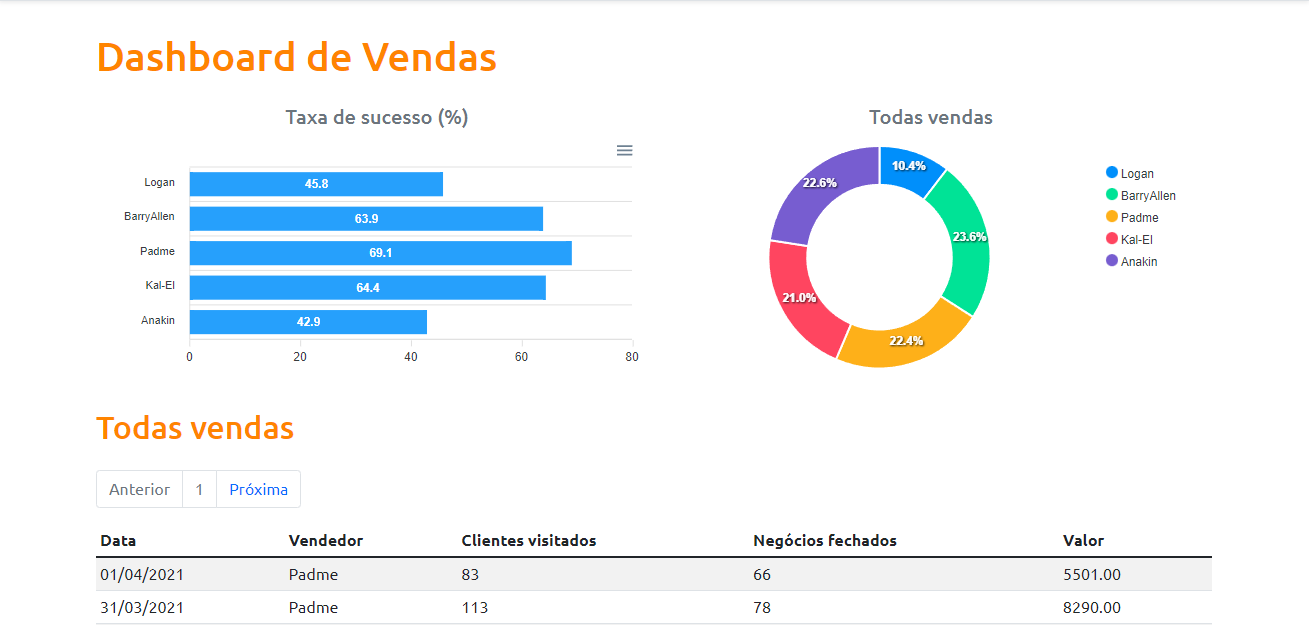 Dashboard de Vendas
Taxa de sucesso (%)
Logan 45.8
BarryAllen 63.9
Padme 69.1
Kal-El 64.4
Anakin 42.9
0 20 40 60 80
Todas vendas
10.4%
23.6%
22.4%
21.0%
22.6%
Logan
BarryAllen
Padme
Kal-El
Anakin
Todas vendas
Anterior 1 Próxima
Data Vendedor Clientes visitados Negócios fechados Valor
01/04/2021 Padme 83 66 5501.00
31/03/2021 Padme 113 78 8290.00